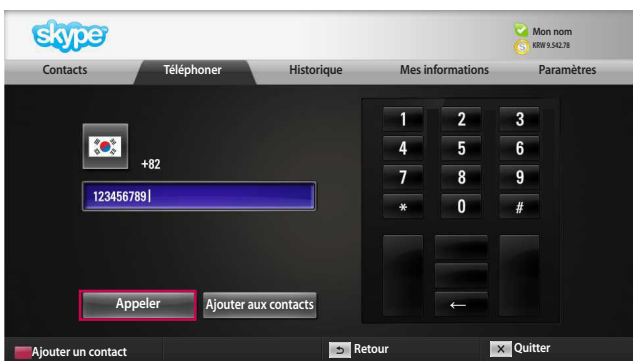 skype
Mon nom
S KRW 9.542.78
Contacts Téléphoner Historique Mes informations Paramètres
1 2 3
4 5 6
+82
7 8 9
123456789
* 0 #
Appeler Ajouter aux contacts ←
Ajouter un contact Retour × Quitter